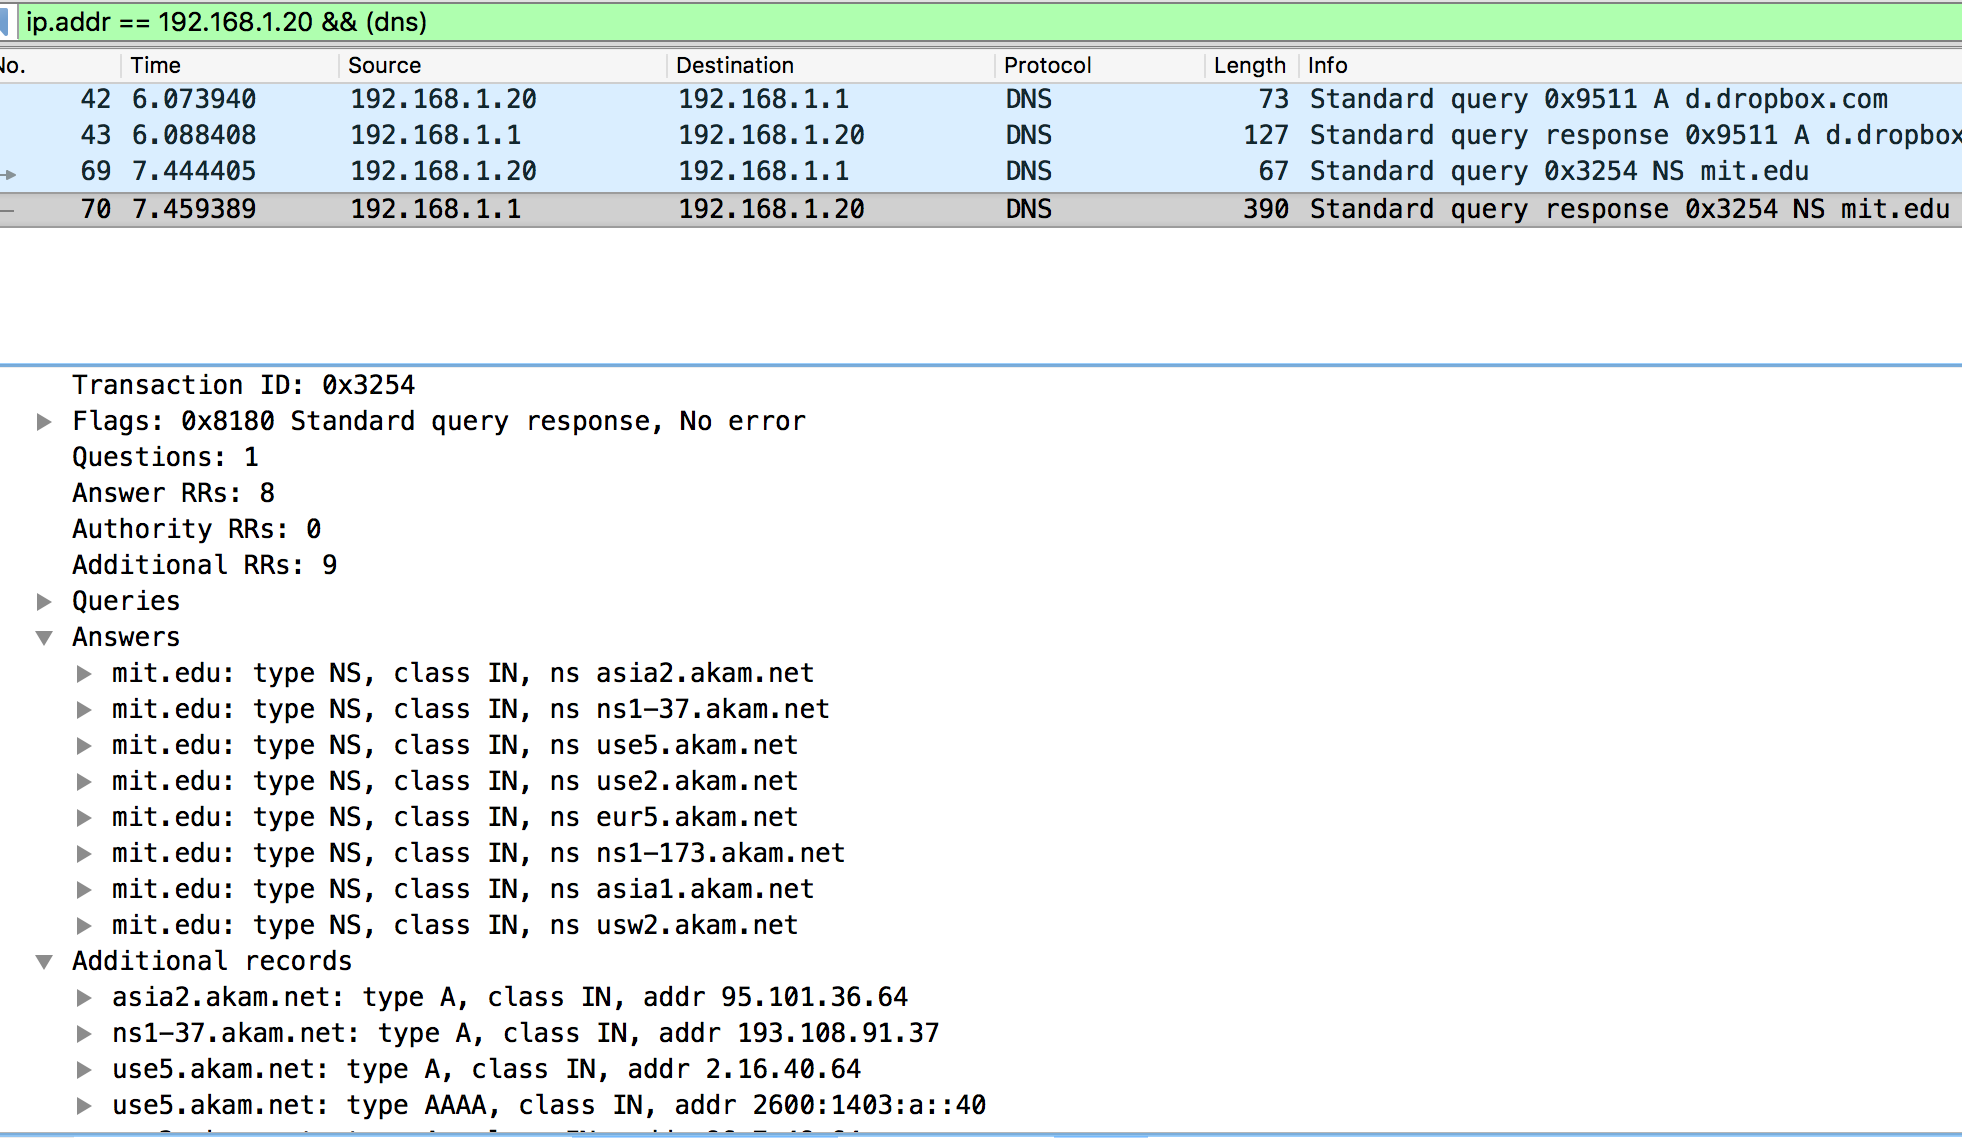 ip.addr == 192.168.1.20 && (dns)
No. Time Source Destination Protocol Length Info
42 6.073940 192.168.1.20 192.168.1.1 DNS 73 Standard query 0x9511 A d.dropbox.com
43 6.088408 192.168.1.1 192.168.1.20 DNS 127 Standard query response 0x9511 A d.dropbox
69 7.444405 192.168.1.20 192.168.1.1 DNS 67 Standard query 0x3254 NS mit.edu
70 7.459389 192.168.1.1 192.168.1.20 DNS 390 Standard query response 0x3254 NS mit.edu
Transaction ID: 0x3254
Flags: 0x8180 Standard query response, No error
Questions: 1
Answer RRs: 8
Authority RRs: 0
Additional RRs: 9
Queries
Answers
mit.edu: type NS, class IN, ns asia2.akam.net
mit.edu: type NS, class IN, ns ns1-37.akam.net
mit.edu: type NS, class IN, ns use5.akam.net
mit.edu: type NS, class IN, ns use2.akam.net
mit.edu: type NS, class IN, ns eur5.akam.net
mit.edu: type NS, class IN, ns ns1-173.akam.net
mit.edu: type NS, class IN, ns asia1.akam.net
mit.edu: type NS, class IN, ns usw2.akam.net
Additional records
asia2.akam.net: type A, class IN, addr 95.101.36.64
ns1-37.akam.net: type A, class IN, addr 193.108.91.37
use5.akam.net: type A, class IN, addr 2.16.40.64
use5.akam.net: type AAAA, class IN, addr 2600:1403:a::40